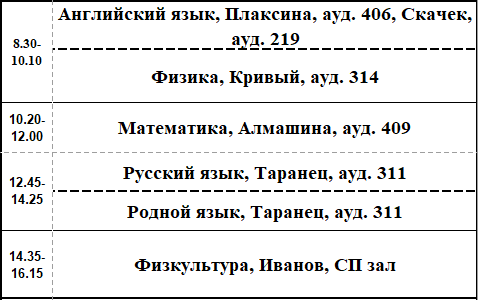 8.30-
10.10
Английский язык, Плаксина, ауд. 406, Скачек,
ауд. 219
Физика, Кривый, ауд. 314
10.20-
12.00
Математика, Алмашина, ауд. 409
12.45-
14.25
Русский язык, Таранец, ауд. 311
Родной язык, Таранец, ауд. 311
14.35-
16.15
Физкультура, Иванов, СП зал